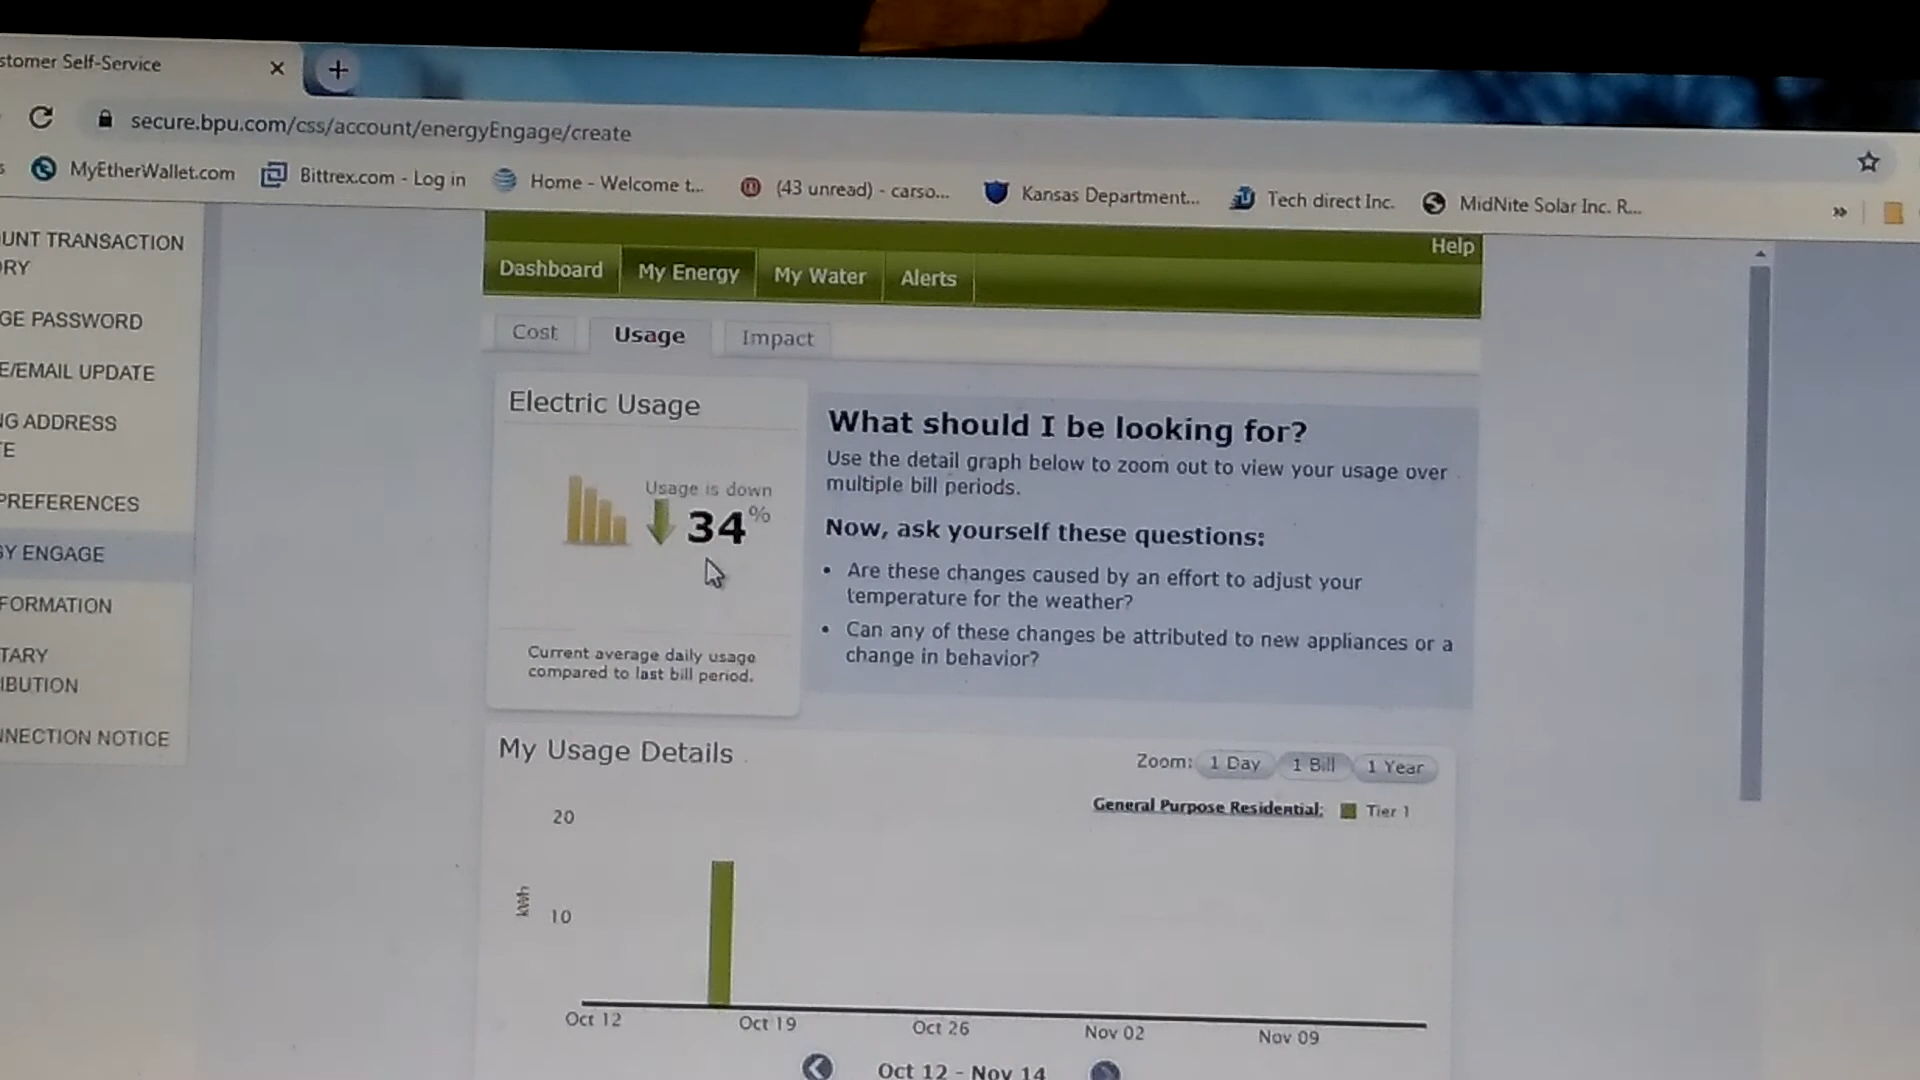 stomer Self-Service
secure.bpu.com/css/account/energyEngage/create
s MyEtherWallet.com Bittrex.com - Log in Home - Welcome t... (43 unread) - carso... Kansas Department... Tech direct Inc. MidNite Solar Inc. R... »
UNT TRANSACTION
ORY
GE PASSWORD
E/EMAIL UPDATE
NG ADDRESS
TE
PREFERENCES
GY ENGAGE
FORMATION
TARY
IBUTION
NNECTION NOTICE
Help
Dashboard My Energy My Water Alerts
Cost Usage Impact
Electric Usage
Usage is down
34%
Current average daily usage
compared to last bill period.
What should I be looking for?
Use the detail graph below to zoom out to view your usage over
multiple bill periods.
Now, ask yourself these questions:
• Are these changes caused by an effort to adjust your
temperature for the weather?
• Can any of these changes be attributed to new appliances or a
change in behavior?
My Usage Details
Zoom: 1 Day 1 Bill 1 Year
General Purpose Residential: Tier 1
20
kWh
10
Oct 12 Oct 19 Oct 26 Nov 02 Nov 09
Oct 12 - Nov 14